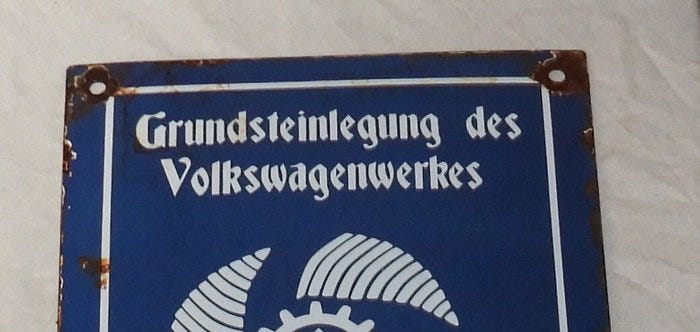 Grundsteinlegung des
Volkswagenwerkes